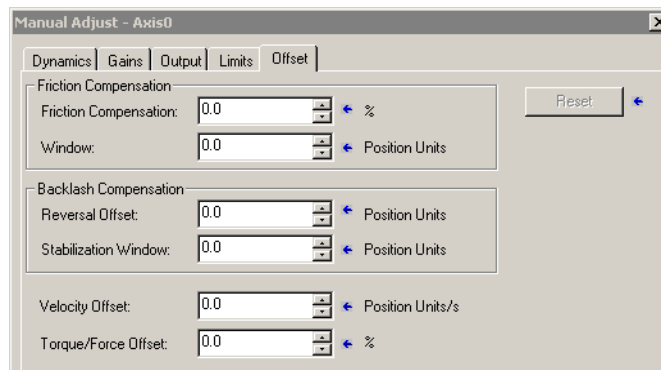 Manual Adjust - Axis0
Dynamics Gains Output Limits Offset
Friction Compensation
Friction Compensation: 0.0 %
Window: 0.0 Position Units
Reset
Backlash Compensation
Reversal Offset: 0.0 Position Units
Stabilization Window: 0.0 Position Units
Velocity Offset: 0.0 Position Units/s
Torque/Force Offset: 0.0 %